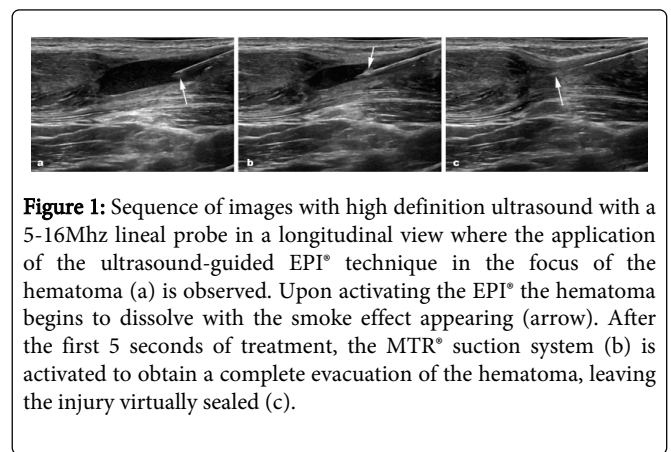 a b c
Figure 1: Sequence of images with high definition ultrasound with a
5-16Mhz lineal probe in a longitudinal view where the application
of the ultrasound-guided EPI® technique in the focus of the
hematoma (a) is observed. Upon activating the EPI® the hematoma
begins to dissolve with the smoke effect appearing (arrow). After
the first 5 seconds of treatment, the MTR® suction system (b) is
activated to obtain a complete evacuation of the hematoma, leaving
the injury virtually sealed (c).